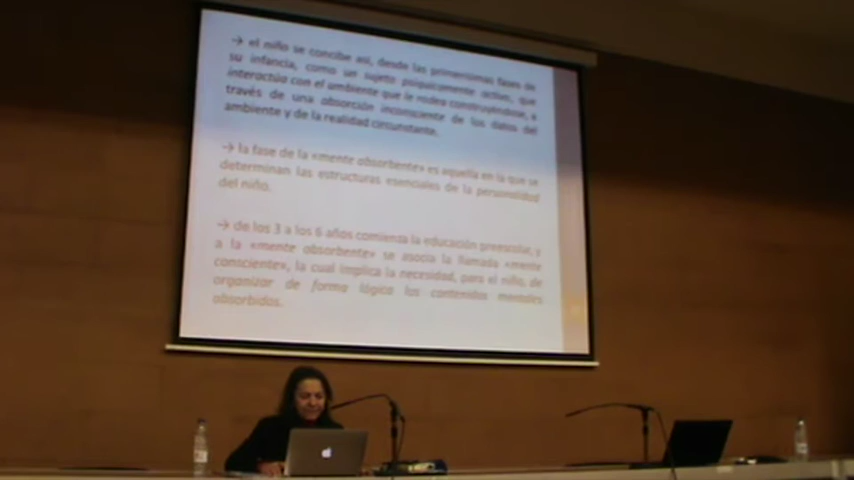 → el niño se concibe así, desde las primerísimas fases de
su infancia, como un sujeto psíquicamente activo, que
interactúa con el ambiente que le rodea construyéndose, a
través de una absorción inconsciente de los datos del
ambiente y de la realidad circunstante.
→ la fase de la «mente absorbente» es aquella en la que se
determinan las estructuras esenciales de la personalidad
del niño.
→ de los 3 a los 6 años comienza la educación preescolar, y
a la «mente absorbente» se asocia la llamada «mente
consciente», la cual implica la necesidad, para el niño, de
organizar de forma lógica los contenidos mentales
absorbidos.